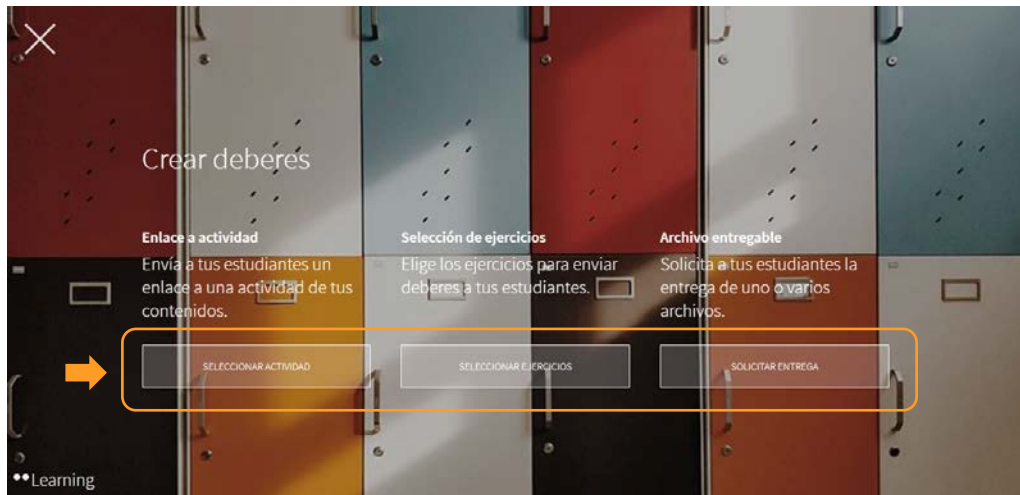 Crear deberes
Enlace a actividad
Envía a tus estudiantes un
enlace a una actividad de tus
contenidos.
SELECCIONAR ACTIVIDAD
Selección de ejercicios
Elige los ejercicios para enviar
deberes a tus estudiantes.
SELECCIONAR EJERCICIOS
Archivo entregable
Solicita a tus estudiantes la
entrega de uno o varios
archivos.
SOLICITAR ENTREGA
Learning